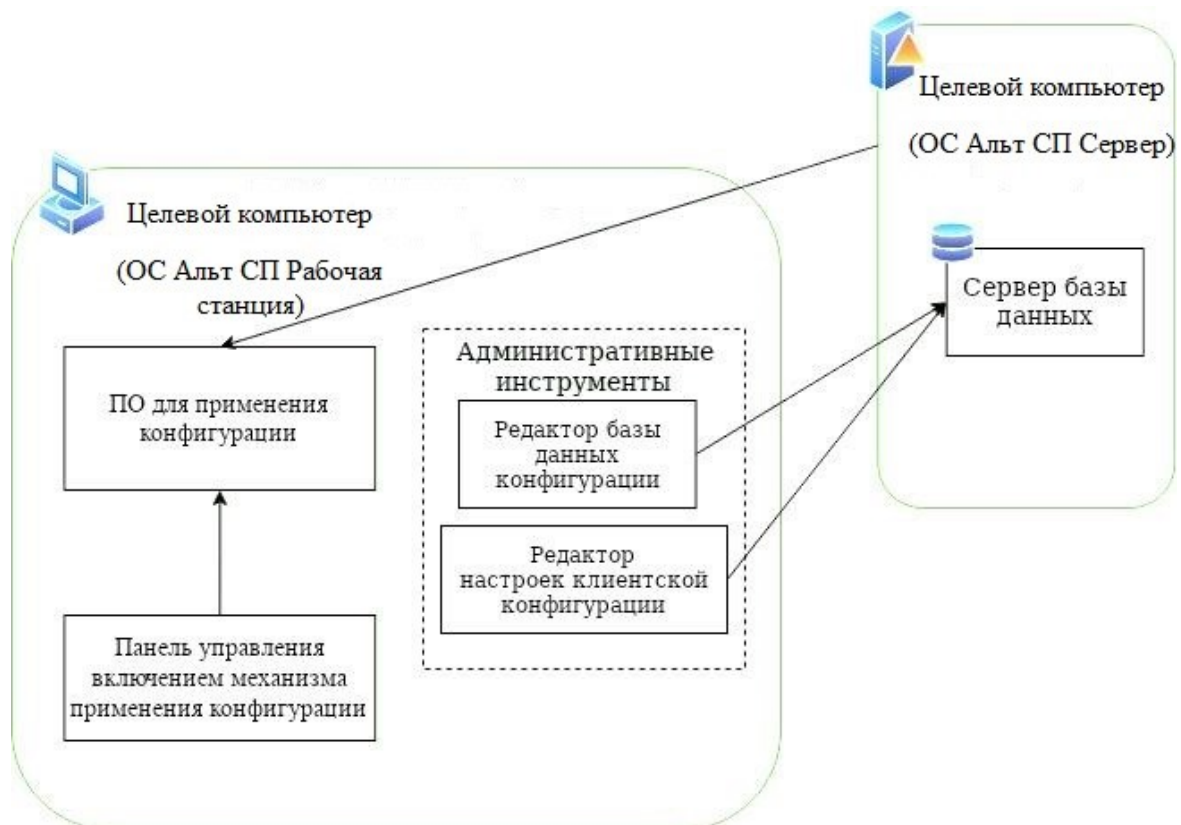 Целевой компьютер
(ОС Альт СП Сервер)
Сервер базы
данных
Целевой компьютер
(ОС Альт СП Рабочая
станция)
ПО для применения
конфигурации
Панель управления
включением механизма
применения конфигурации
Административные
инструменты
Редактор базы
данных
конфигурации
Редактор
настроек клиентской
конфигурации